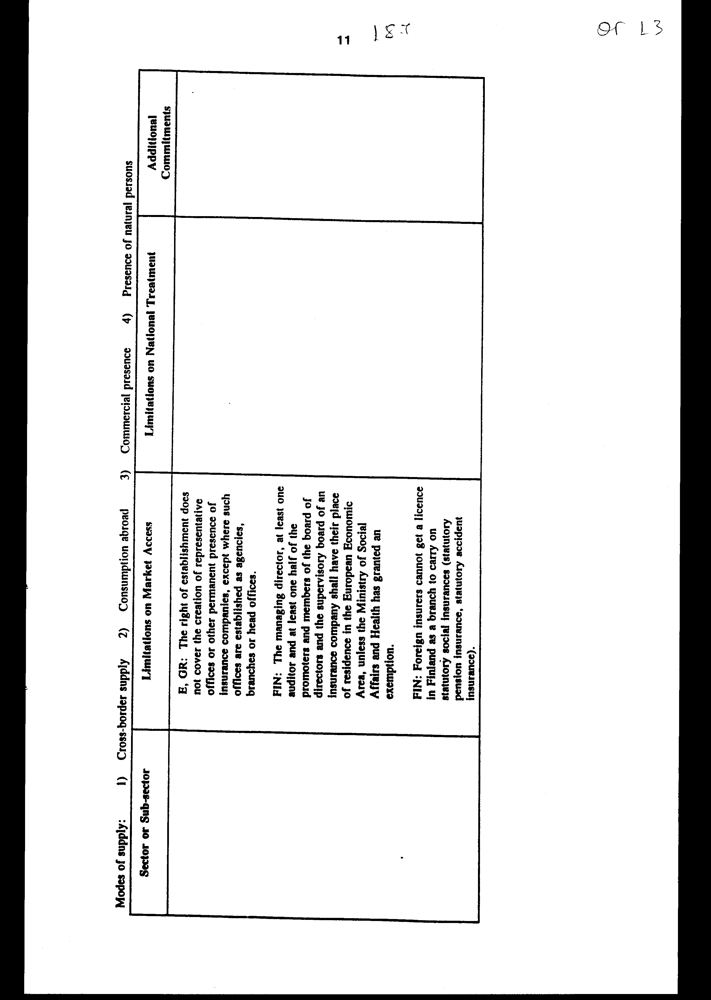 11
Modes of supply: 1) Cross-border supply 2) Consumption abroad 3) Commercial presence 4) Presence of natural persons
Sector or Sub-sector
Limitations on Market Access
Limitations on National Treatment
Additional
Commitments
E, GR: The right of establishment does
not cover the creation of representative
offices or other permanent presence of
insurance companies, except where such
offices are established as agencies,
branches or head offices.
FIN: The managing director, at least one
auditor and at least one half of the
promoters and members of the board of
directors and the supervisory board of an
insurance company shall have their place
of residence in the European Economic
Area, unless the Ministry of Social
Affairs and Health has granted an
exemption.
FIN: Foreign insurers cannot get a licence
in Finland as a branch to carry on
statutory social insurances (statutory
pension insurance, statutory accident
insurance).